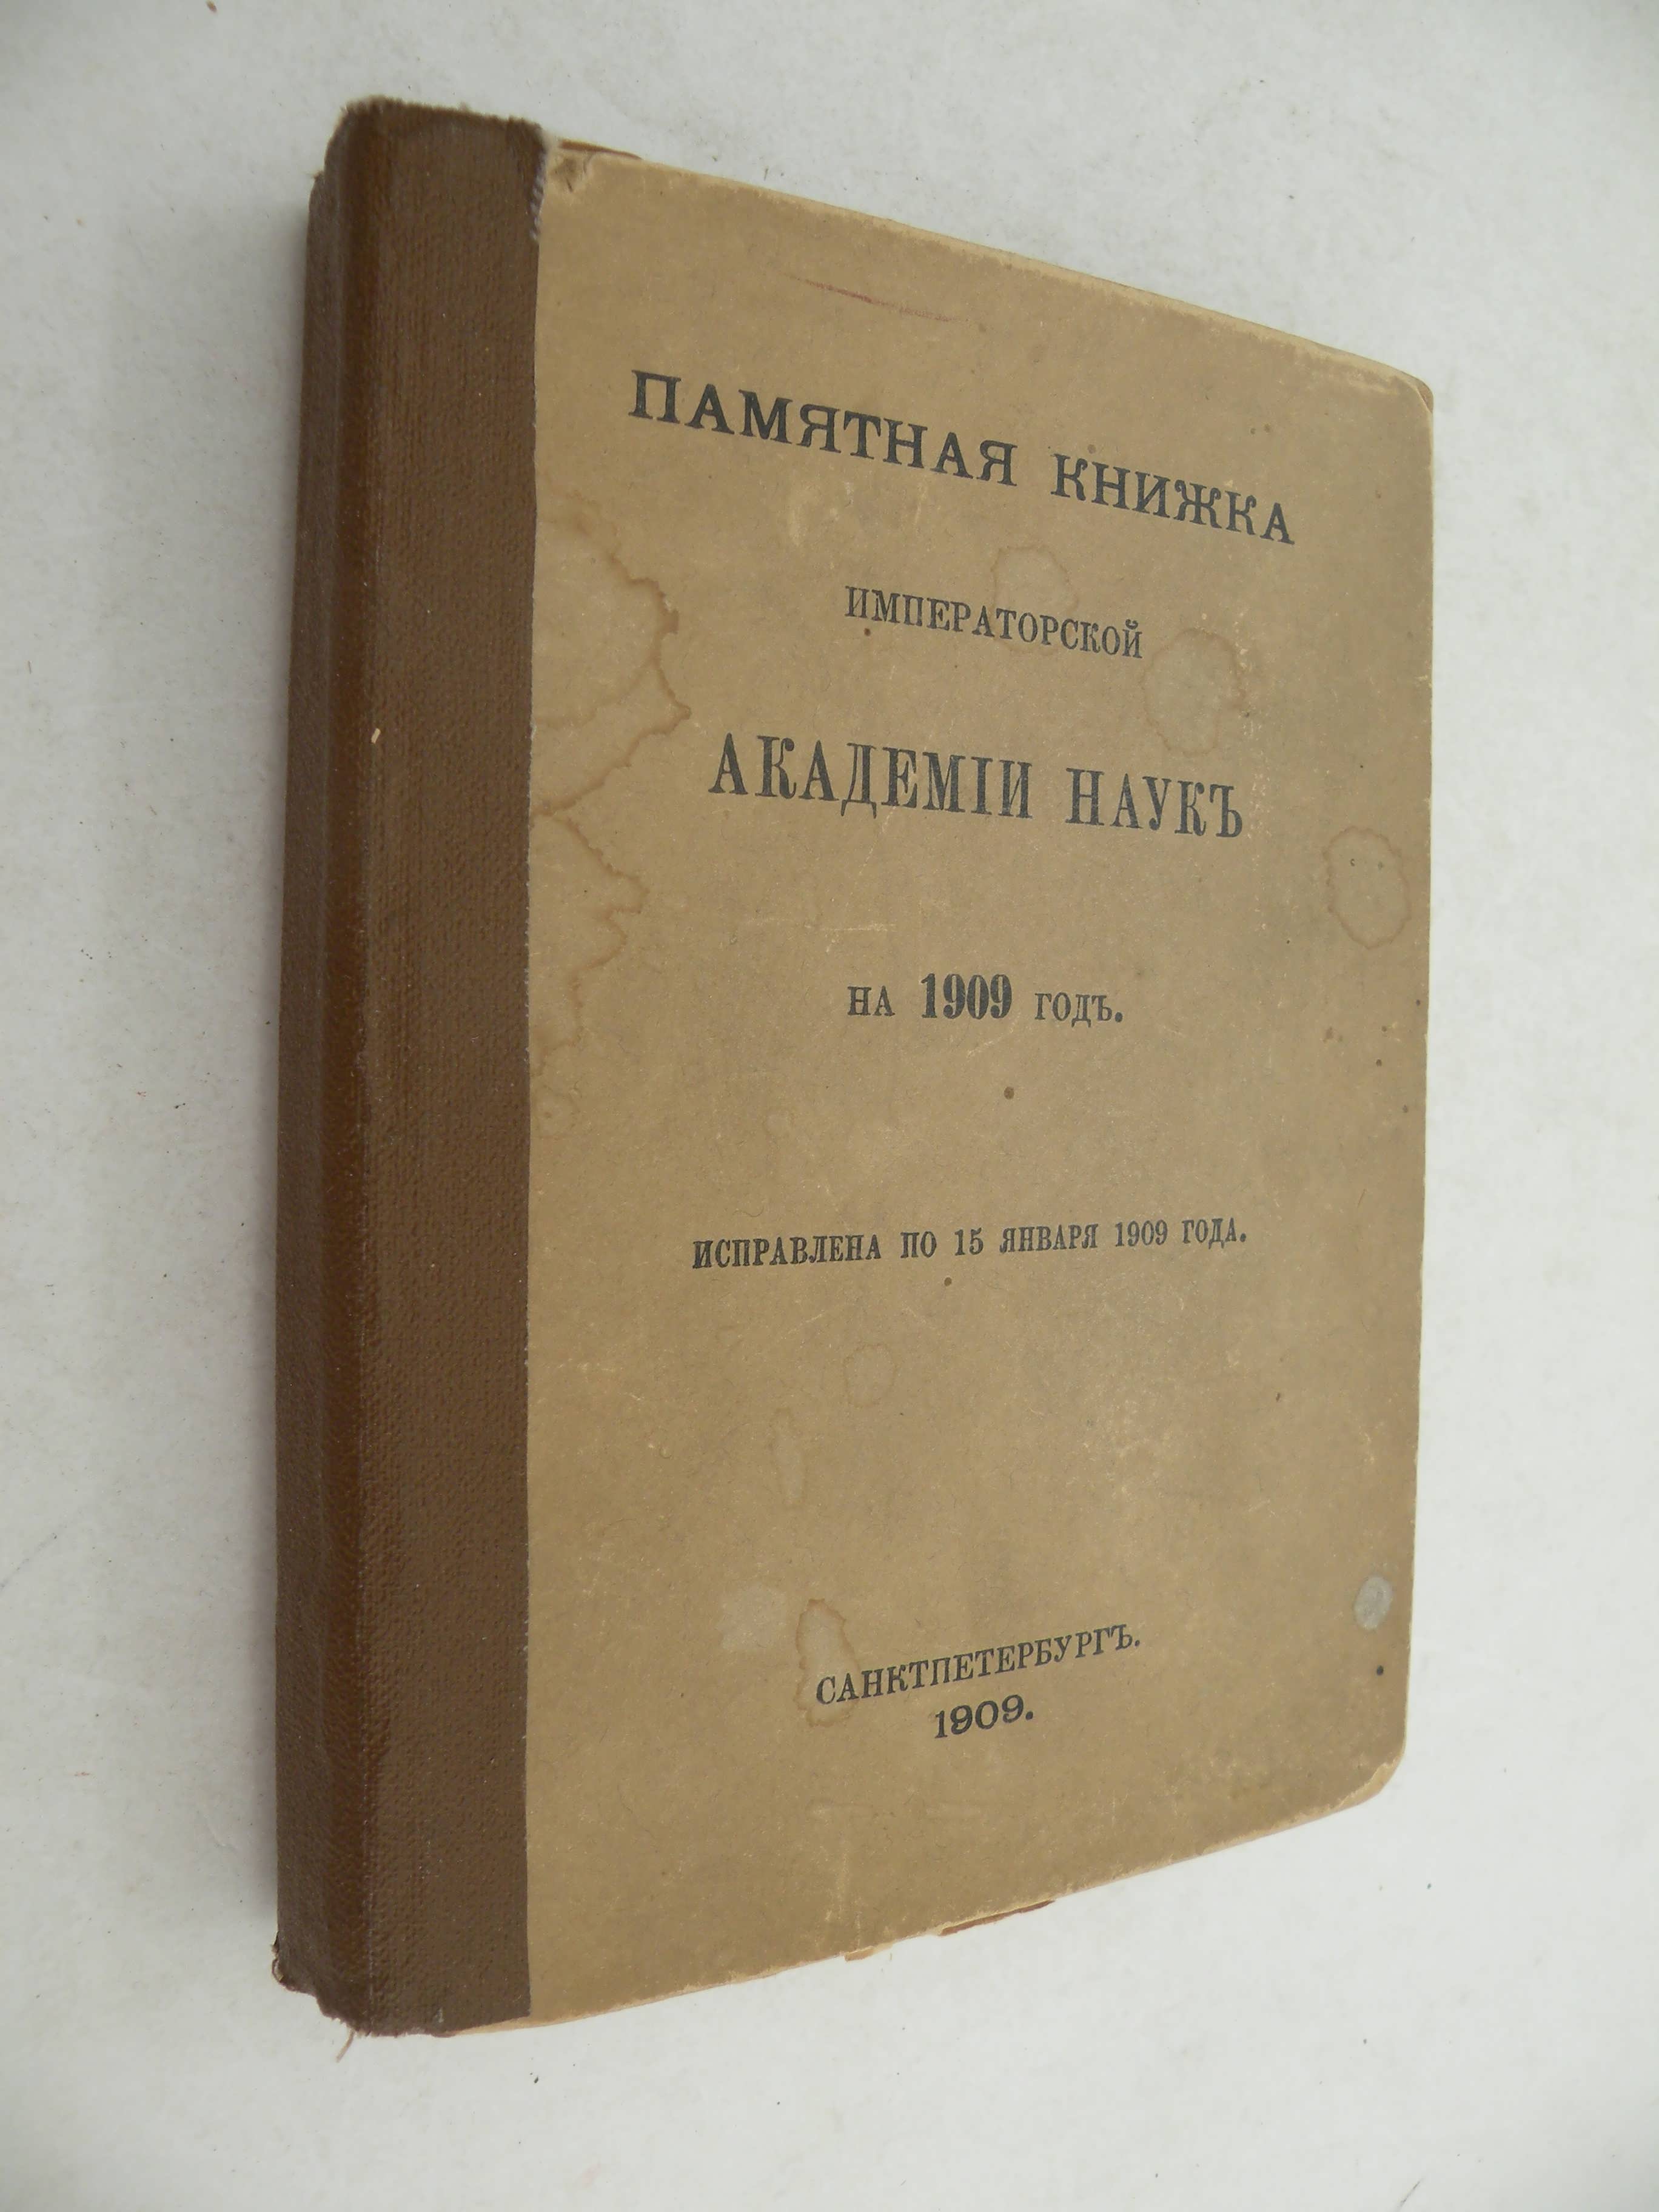 ПАМЯТНАЯ КНИЖКА
ИМПЕРАТОРСКОЙ
АКАДЕМІИ НАУКЪ
НА 1909 ГОДЪ.
ИСПРАВЛЕНА ПО 15 ЯНВАРЯ 1909 ГОДА.
САНКТПЕТЕРБУРГЪ.
1909.